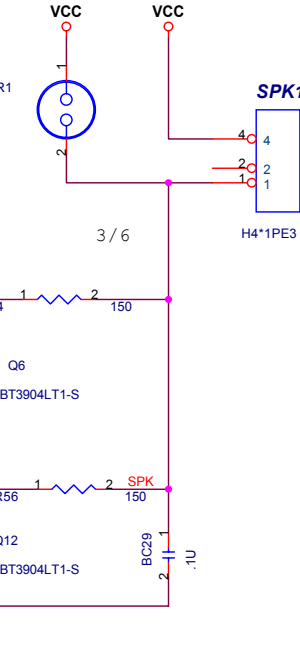 VCC VCC
R1
1
2
SPK1
4 4
2 2
1 1
3/6
H4*1PE3
4
1 2
150
Q6
BT3904LT1-S
1 2
SPK
R56
150
Q12
BT3904LT1-S
BC29
1
2
.1U